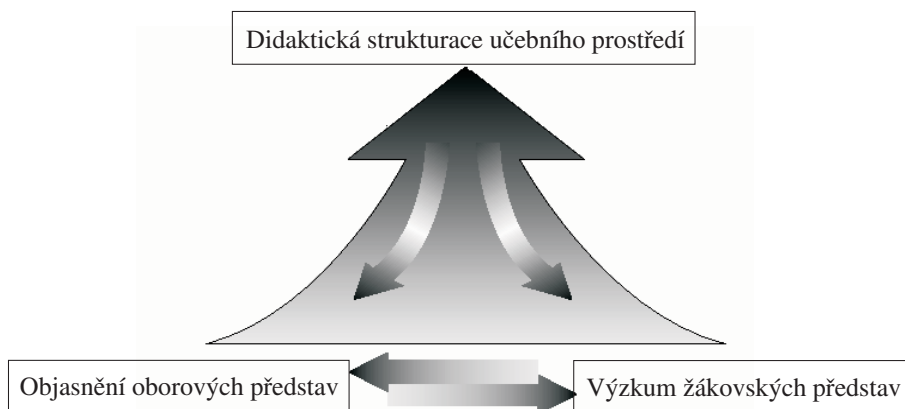 Didaktická strukturace učebního prostředí
Objasnění oborových představ
Výzkum žákovských představ